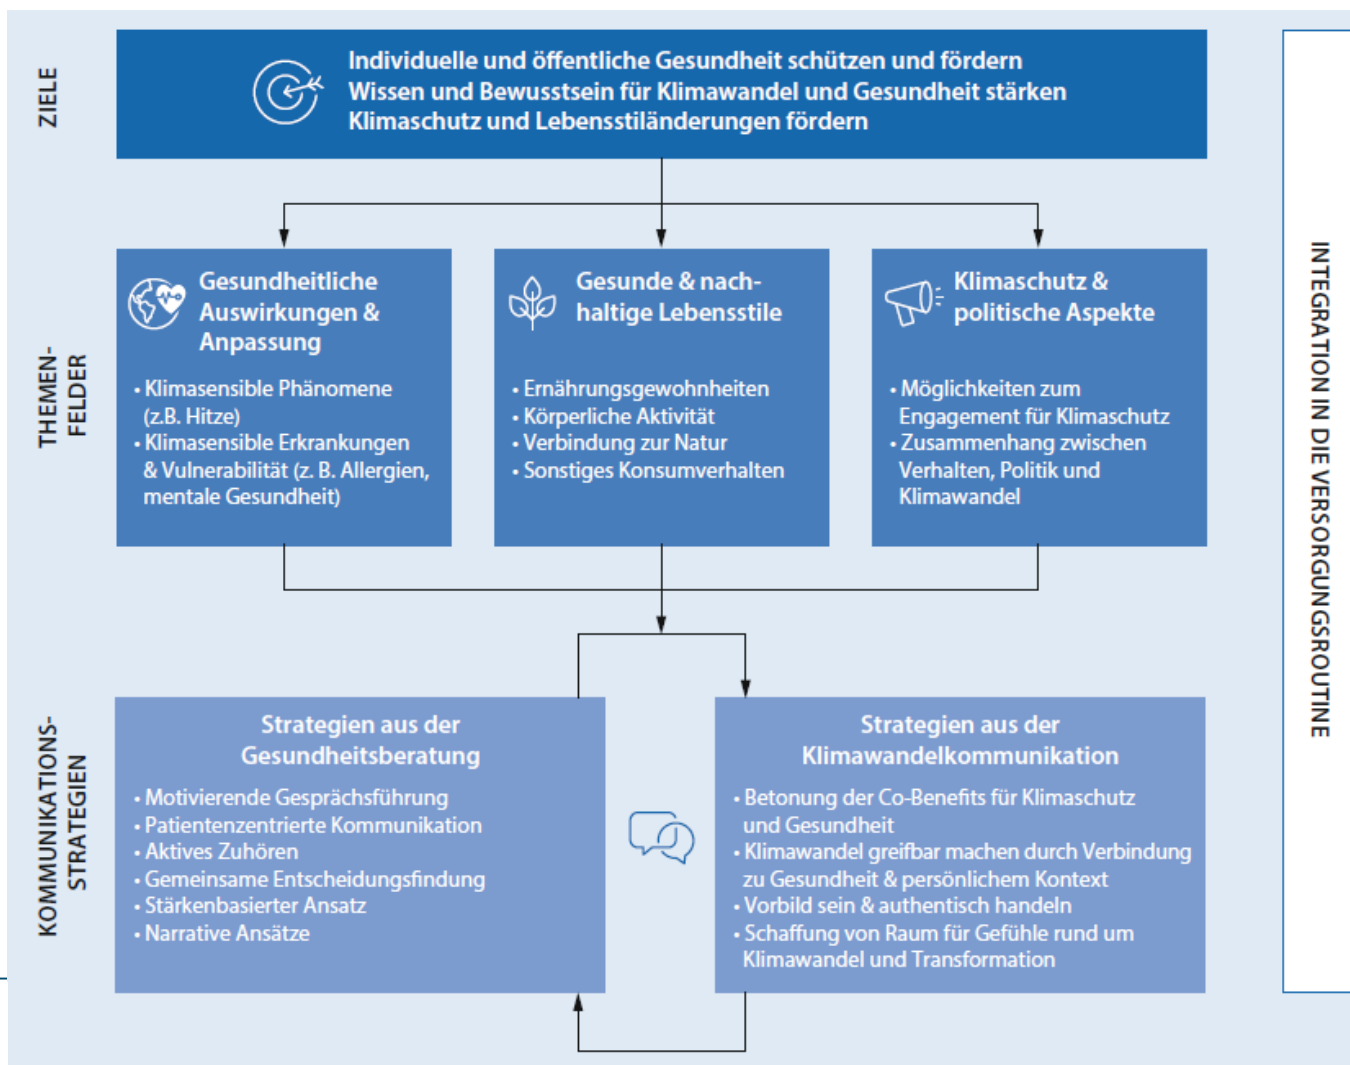 ZIELE
Individuelle und öffentliche Gesundheit schützen und fördern
Wissen und Bewusstsein für Klimawandel und Gesundheit stärken
Klimaschutz und Lebensstiländerungen fördern
THEMEN-
FELDER
Gesundheitliche
Auswirkungen &
Anpassung
• Klimasensible Phänomene
(z.B. Hitze)
• Klimasensible Erkrankungen
& Vulnerabilität (z. B. Allergien,
mentale Gesundheit)
Gesunde & nach-
haltige Lebensstile
• Ernährungsgewohnheiten
• Körperliche Aktivität
• Verbindung zur Natur
• Sonstiges Konsumverhalten
Klimaschutz &
politische Aspekte
• Möglichkeiten zum
Engagement für Klimaschutz
• Zusammenhang zwischen
Verhalten, Politik und
Klimawandel
KOMMUNIKATIONS-
STRATEGIEN
Strategien aus der
Gesundheitsberatung
• Motivierende Gesprächsführung
• Patientenzentrierte Kommunikation
• Aktives Zuhören
• Gemeinsame Entscheidungsfindung
• Stärkenbasierter Ansatz
• Narrative Ansätze
Strategien aus der
Klimawandelkommunikation
• Betonung der Co-Benefits für Klimaschutz
und Gesundheit
• Klimawandel greifbar machen durch Verbindung
zu Gesundheit & persönlichem Kontext
• Vorbild sein & authentisch handeln
• Schaffung von Raum für Gefühle rund um
Klimawandel und Transformation
INTEGRATION IN DIE VERSORGUNGSROUTINE